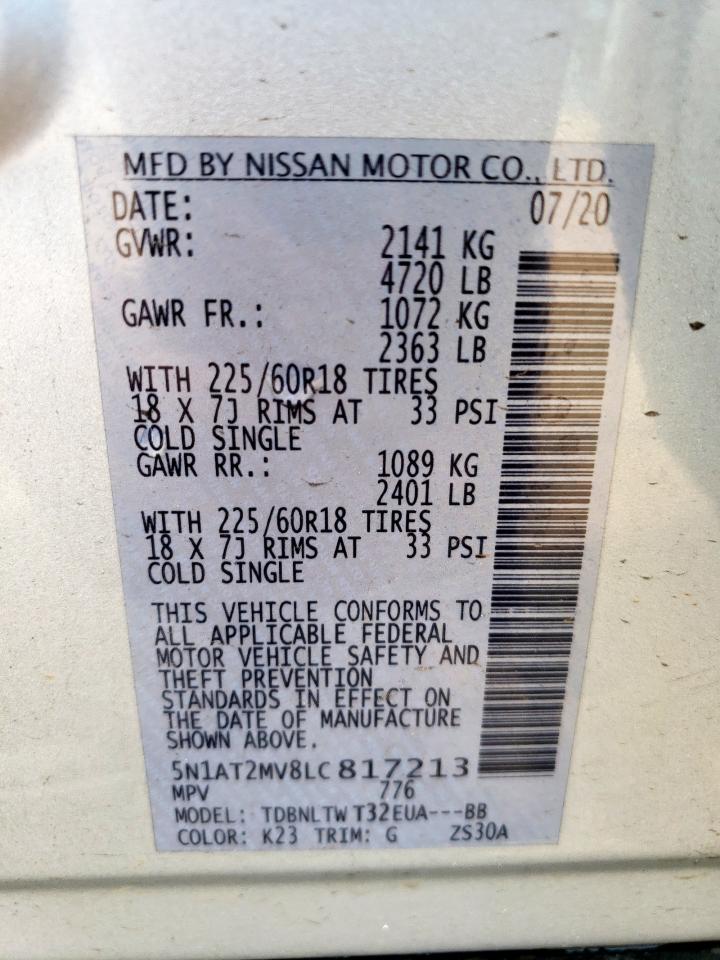 MFD BY NISSAN MOTOR CO., LTD.
DATE: 07/20
GVWR: 2141 KG
4720 LB
GAWR FR.: 1072 KG
2363 LB
WITH 225/60R18 TIRES
18 X 7J RIMS AT 33 PSI
COLD SINGLE
GAWR RR.: 1089 KG
2401 LB
WITH 225/60R18 TIRES
18 X 7J RIMS AT 33 PSI
COLD SINGLE
THIS VEHICLE CONFORMS TO
ALL APPLICABLE FEDERAL
MOTOR VEHICLE SAFETY AND
THEFT PREVENTION
STANDARDS IN EFFECT ON
THE DATE OF MANUFACTURE
SHOWN ABOVE.
5N1AT2MV8LC817213
MPV 776
MODEL: TDBNLTW T32EUA---BB
COLOR: K23 TRIM: G ZS30A